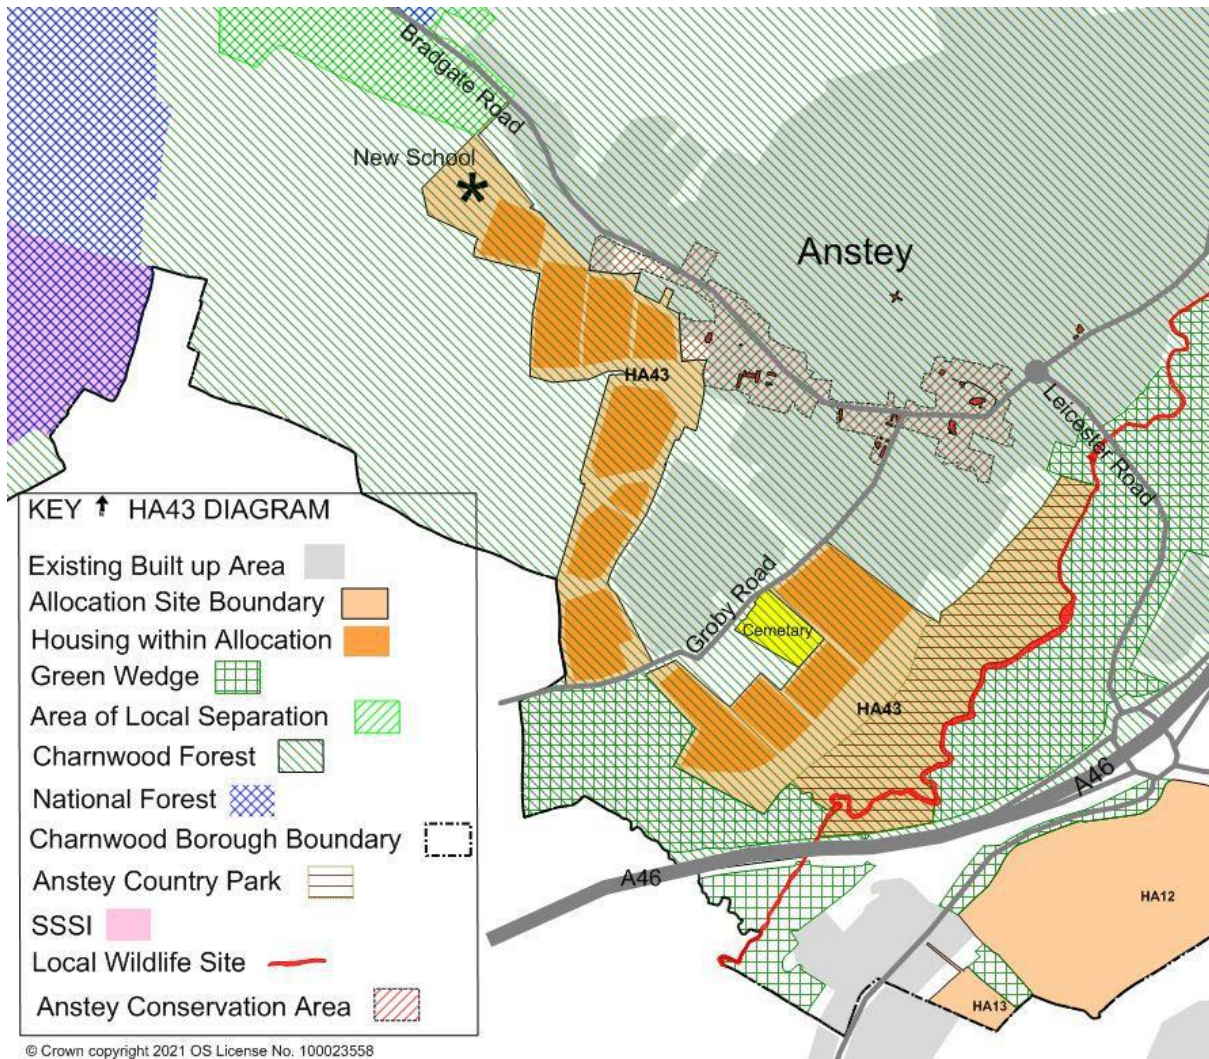 Bradgate Road
New School
*
Anstey
HA43
Leicester Road
Groby Road
Cemetary
HA43
A46
A46
HA12
HA13
KEY HA43 DIAGRAM
Existing Built up Area
Allocation Site Boundary
Housing within Allocation
Green Wedge
Area of Local Separation
Charnwood Forest
National Forest
Charnwood Borough Boundary
Anstey Country Park
SSSI
Local Wildlife Site
Anstey Conservation Area
© Crown copyright 2021 OS License No. 100023558